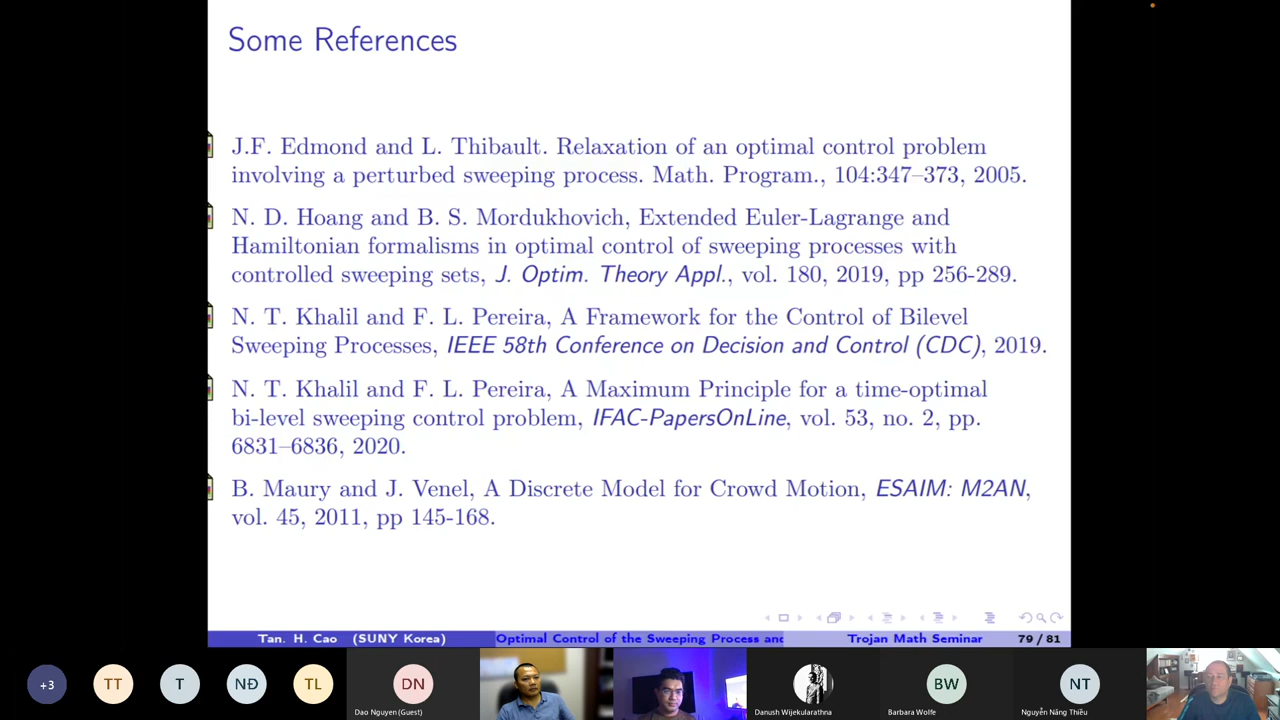 Some References
J.F. Edmond and L. Thibault. Relaxation of an optimal control problem
involving a perturbed sweeping process. Math. Program., 104:347–373, 2005.
N. D. Hoang and B. S. Mordukhovich, Extended Euler-Lagrange and
Hamiltonian formalisms in optimal control of sweeping processes with
controlled sweeping sets, J. Optim. Theory Appl., vol. 180, 2019, pp 256-289.
N. T. Khalil and F. L. Pereira, A Framework for the Control of Bilevel
Sweeping Processes, IEEE 58th Conference on Decision and Control (CDC), 2019.
N. T. Khalil and F. L. Pereira, A Maximum Principle for a time-optimal
bi-level sweeping control problem, IFAC-PapersOnLine, vol. 53, no. 2, pp.
6831–6836, 2020.
B. Maury and J. Venel, A Discrete Model for Crowd Motion, ESAIM: M2AN,
vol. 45, 2011, pp 145-168.
Tan. H. Cao (SUNY Korea) Optimal Control of the Sweeping Process and Trojan Math Seminar 79 / 81
+3 TT T NĐ TL DN BW NT
Dao Nguyen (Guest) Danush Wijekularathna Barbara Wolfe Nguyễn Năng Thiều